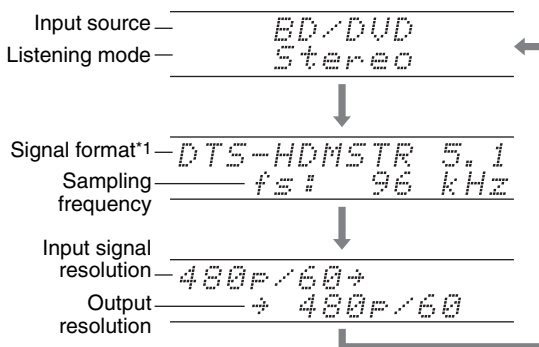 Input source
BD/DVD
Listening mode
Stereo
Signal format*1
DTS-HDMSTR 5.1
Sampling frequency
fs: 96 kHz
Input signal resolution
480p/60→
Output resolution
→ 480p/60